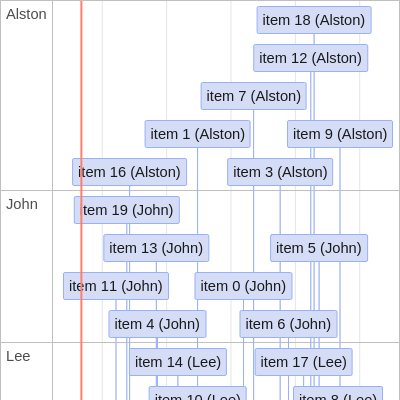 Alston
item 18 (Alston)
item 12 (Alston)
item 7 (Alston)
item 1 (Alston)
item 9 (Alston)
item 16 (Alston)
item 3 (Alston)
John
item 19 (John)
item 13 (John)
item 5 (John)
item 11 (John)
item 0 (John)
item 4 (John)
item 6 (John)
Lee
item 14 (Lee)
item 17 (Lee)
item 10 (Lee)
item 8 (Lee)